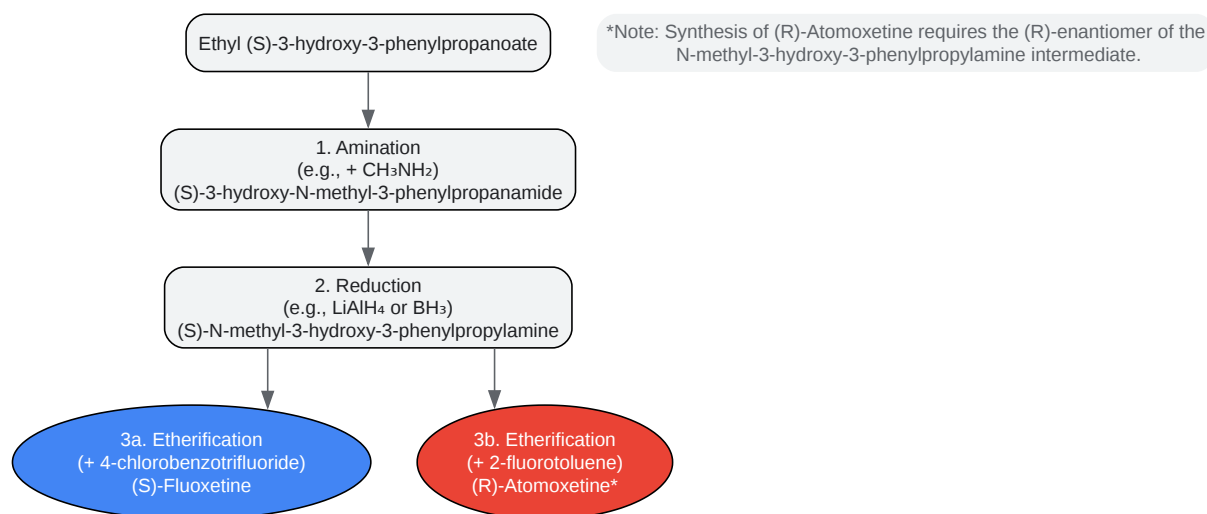 Ethyl (S)-3-hydroxy-3-phenylpropanoate
*Note: Synthesis of (R)-Atomoxetine requires the (R)-enantiomer of the
N-methyl-3-hydroxy-3-phenylpropylamine intermediate.
1. Amination
(e.g., + CH₃NH₂)
(S)-3-hydroxy-N-methyl-3-phenylpropanamide
2. Reduction
(e.g., LiAlH₄ or BH₃)
(S)-N-methyl-3-hydroxy-3-phenylpropylamine
3a. Etherification
(+ 4-chlorobenzotrifluoride)
(S)-Fluoxetine
3b. Etherification
(+ 2-fluorotoluene)
(R)-Atomoxetine*